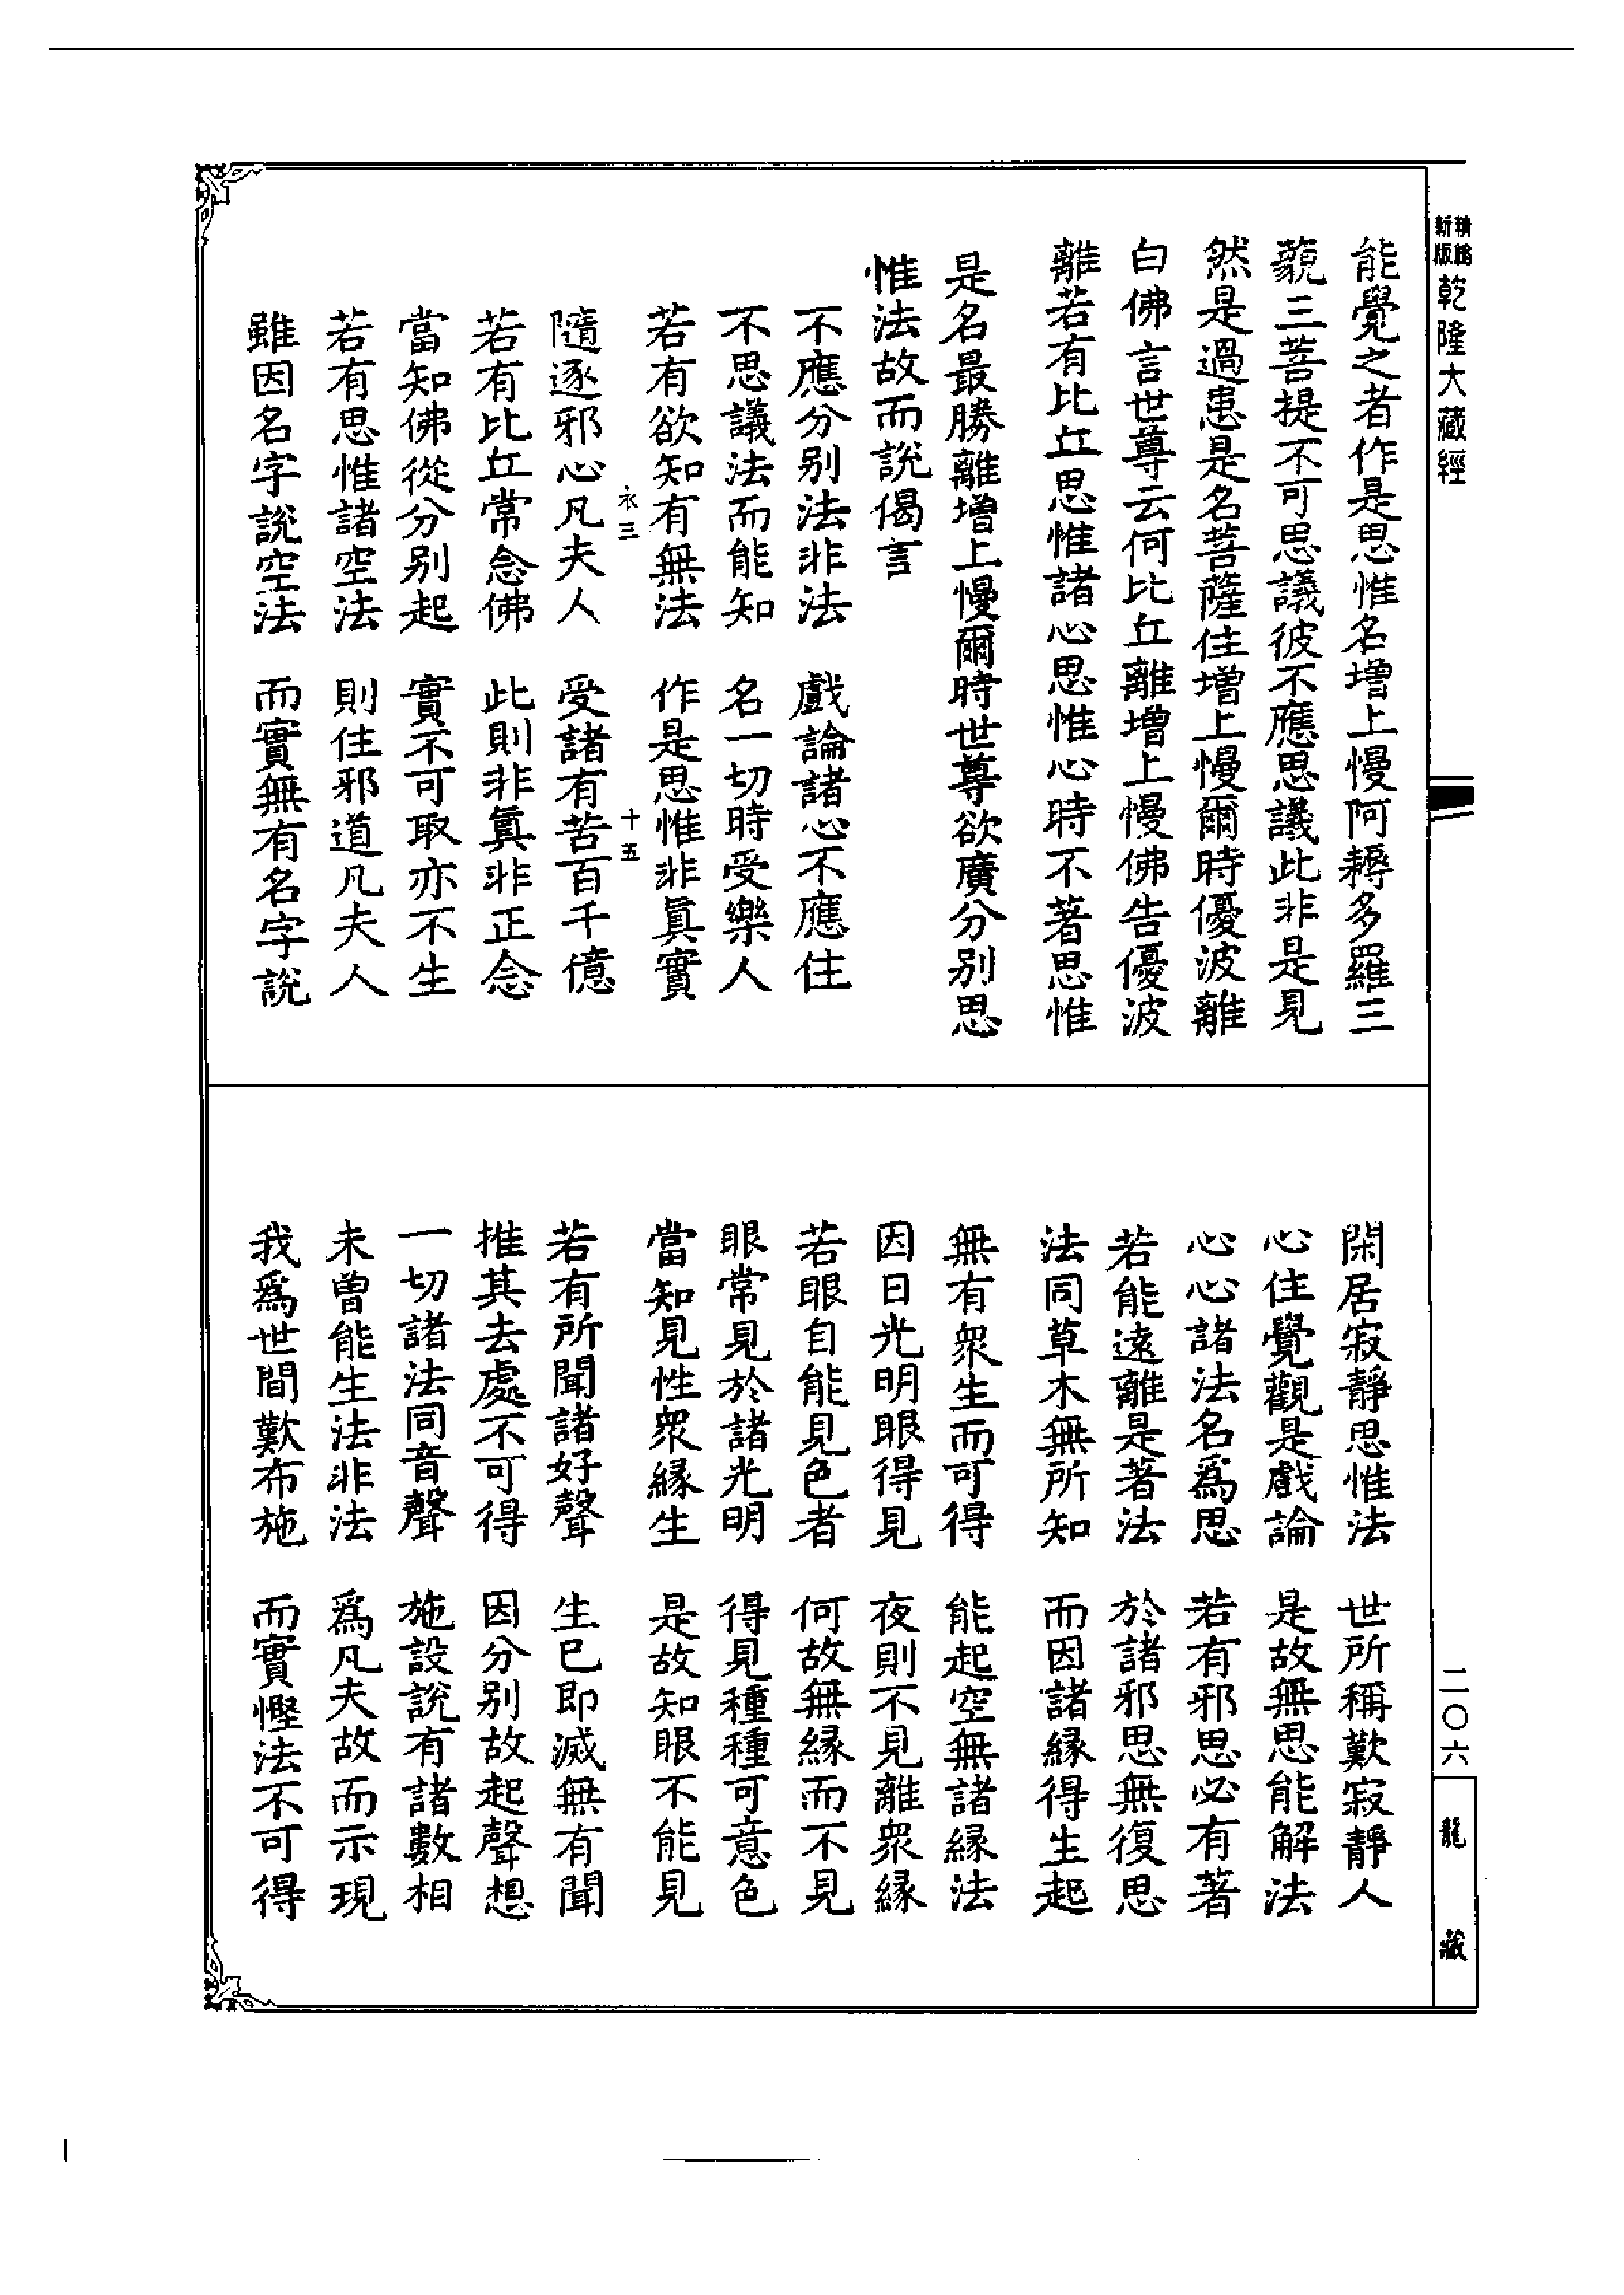 精編
新版
乾隆大藏經
能覺之者作是思惟名增上慢阿耨多羅三
藐三菩提不可思議彼不應思議此非是見
然是過患是名菩薩住增上慢爾時優波離
白佛言世尊云何比丘離增上慢佛告優波
離若有比丘思惟諸心思惟心時不著思惟
是名最勝離增上慢爾時世尊欲廣分别思
惟法故而說偈言
不應分别法非法　戲論諸心不應住
不思議法而能知　名一切時受樂人
若有欲知有無法　作是思惟非眞實
衣三　十五
隨逐邪心凡夫人　受諸有苦百千億
若有比丘常念佛　此則非眞非正念
當知佛從分别起　實不可取亦不生
若有思惟諸空法　則住邪道凡夫人
雖因名字說空法　而實無有名字說
閑居寂靜思惟法　世所稱歎寂靜人
心住覺觀是戲論　是故無思能解法
心心諸法名爲思　若有邪思必有著
若能遠離是著法　於諸邪思無復思
法同草木無所知　而因諸緣得生起
無有衆生而可得　能起空無諸緣法
因日光明眼得見　夜則不見離衆緣
若眼自能見色者　何故無緣而不見
眼常見於諸光明　得見種種可意色
當知見性衆緣生　是故知眼不能見
若有所聞諸好聲　生已即滅無有聞
推其去處不可得　因分别故起聲想
一切諸法同音聲　施設說有諸數相
未曾能生法非法　爲凡夫故而示現
我爲世間歎布施　而實慳法不可得
二〇六
龍藏